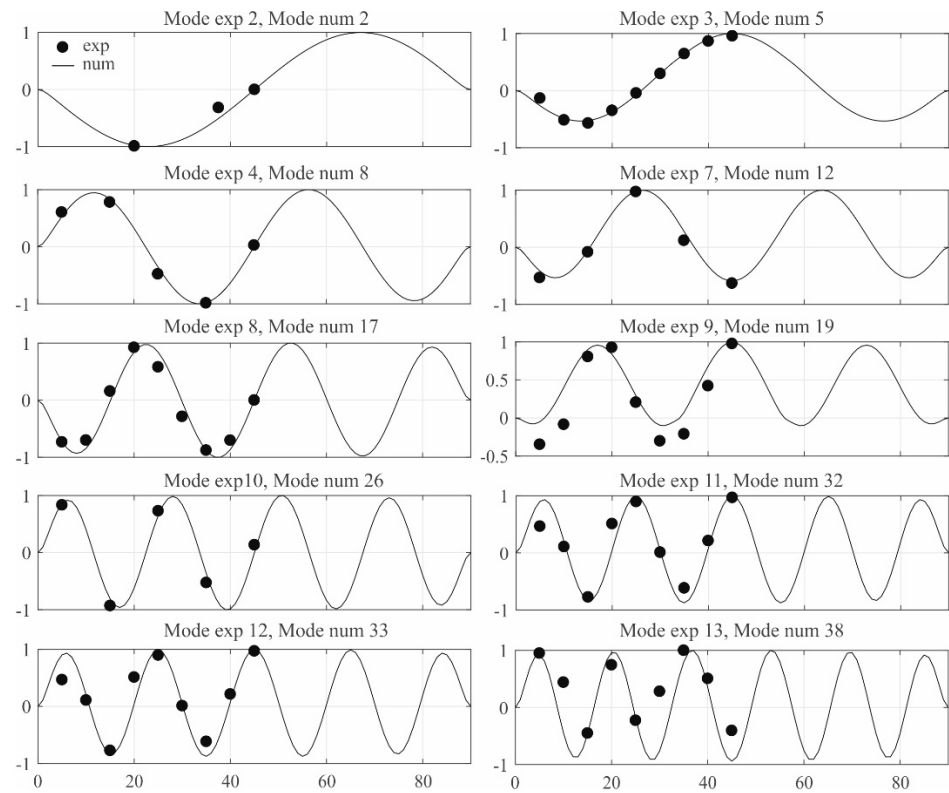 Mode exp 2, Mode num 2
1
0
-1
exp
num
Mode exp 3, Mode num 5
1
0
-1
Mode exp 4, Mode num 8
1
0
-1
Mode exp 7, Mode num 12
1
0
-1
Mode exp 8, Mode num 17
1
0
-1
Mode exp 9, Mode num 19
1
0.5
0
-0.5
Mode exp10, Mode num 26
1
0
-1
Mode exp 11, Mode num 32
1
0
-1
Mode exp 12, Mode num 33
1
0
-1
0 20 40 60 80
Mode exp 13, Mode num 38
1
0
-1
0 20 40 60 80